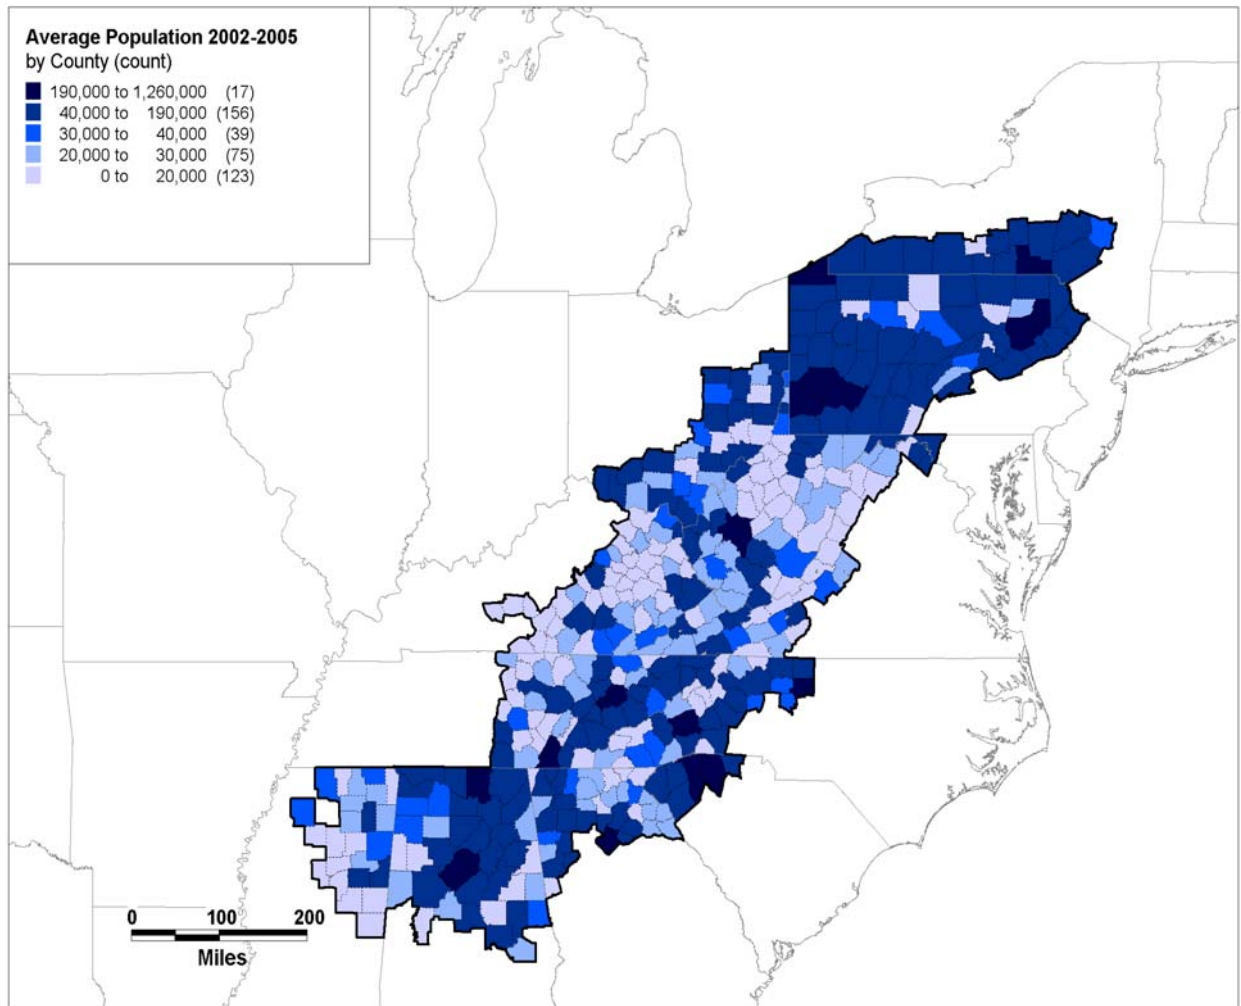 Average Population 2002-2005
by County (count)
190,000 to 1,260,000 (17)
40,000 to 190,000 (156)
30,000 to 40,000 (39)
20,000 to 30,000 (75)
0 to 20,000 (123)
0 100 200
Miles